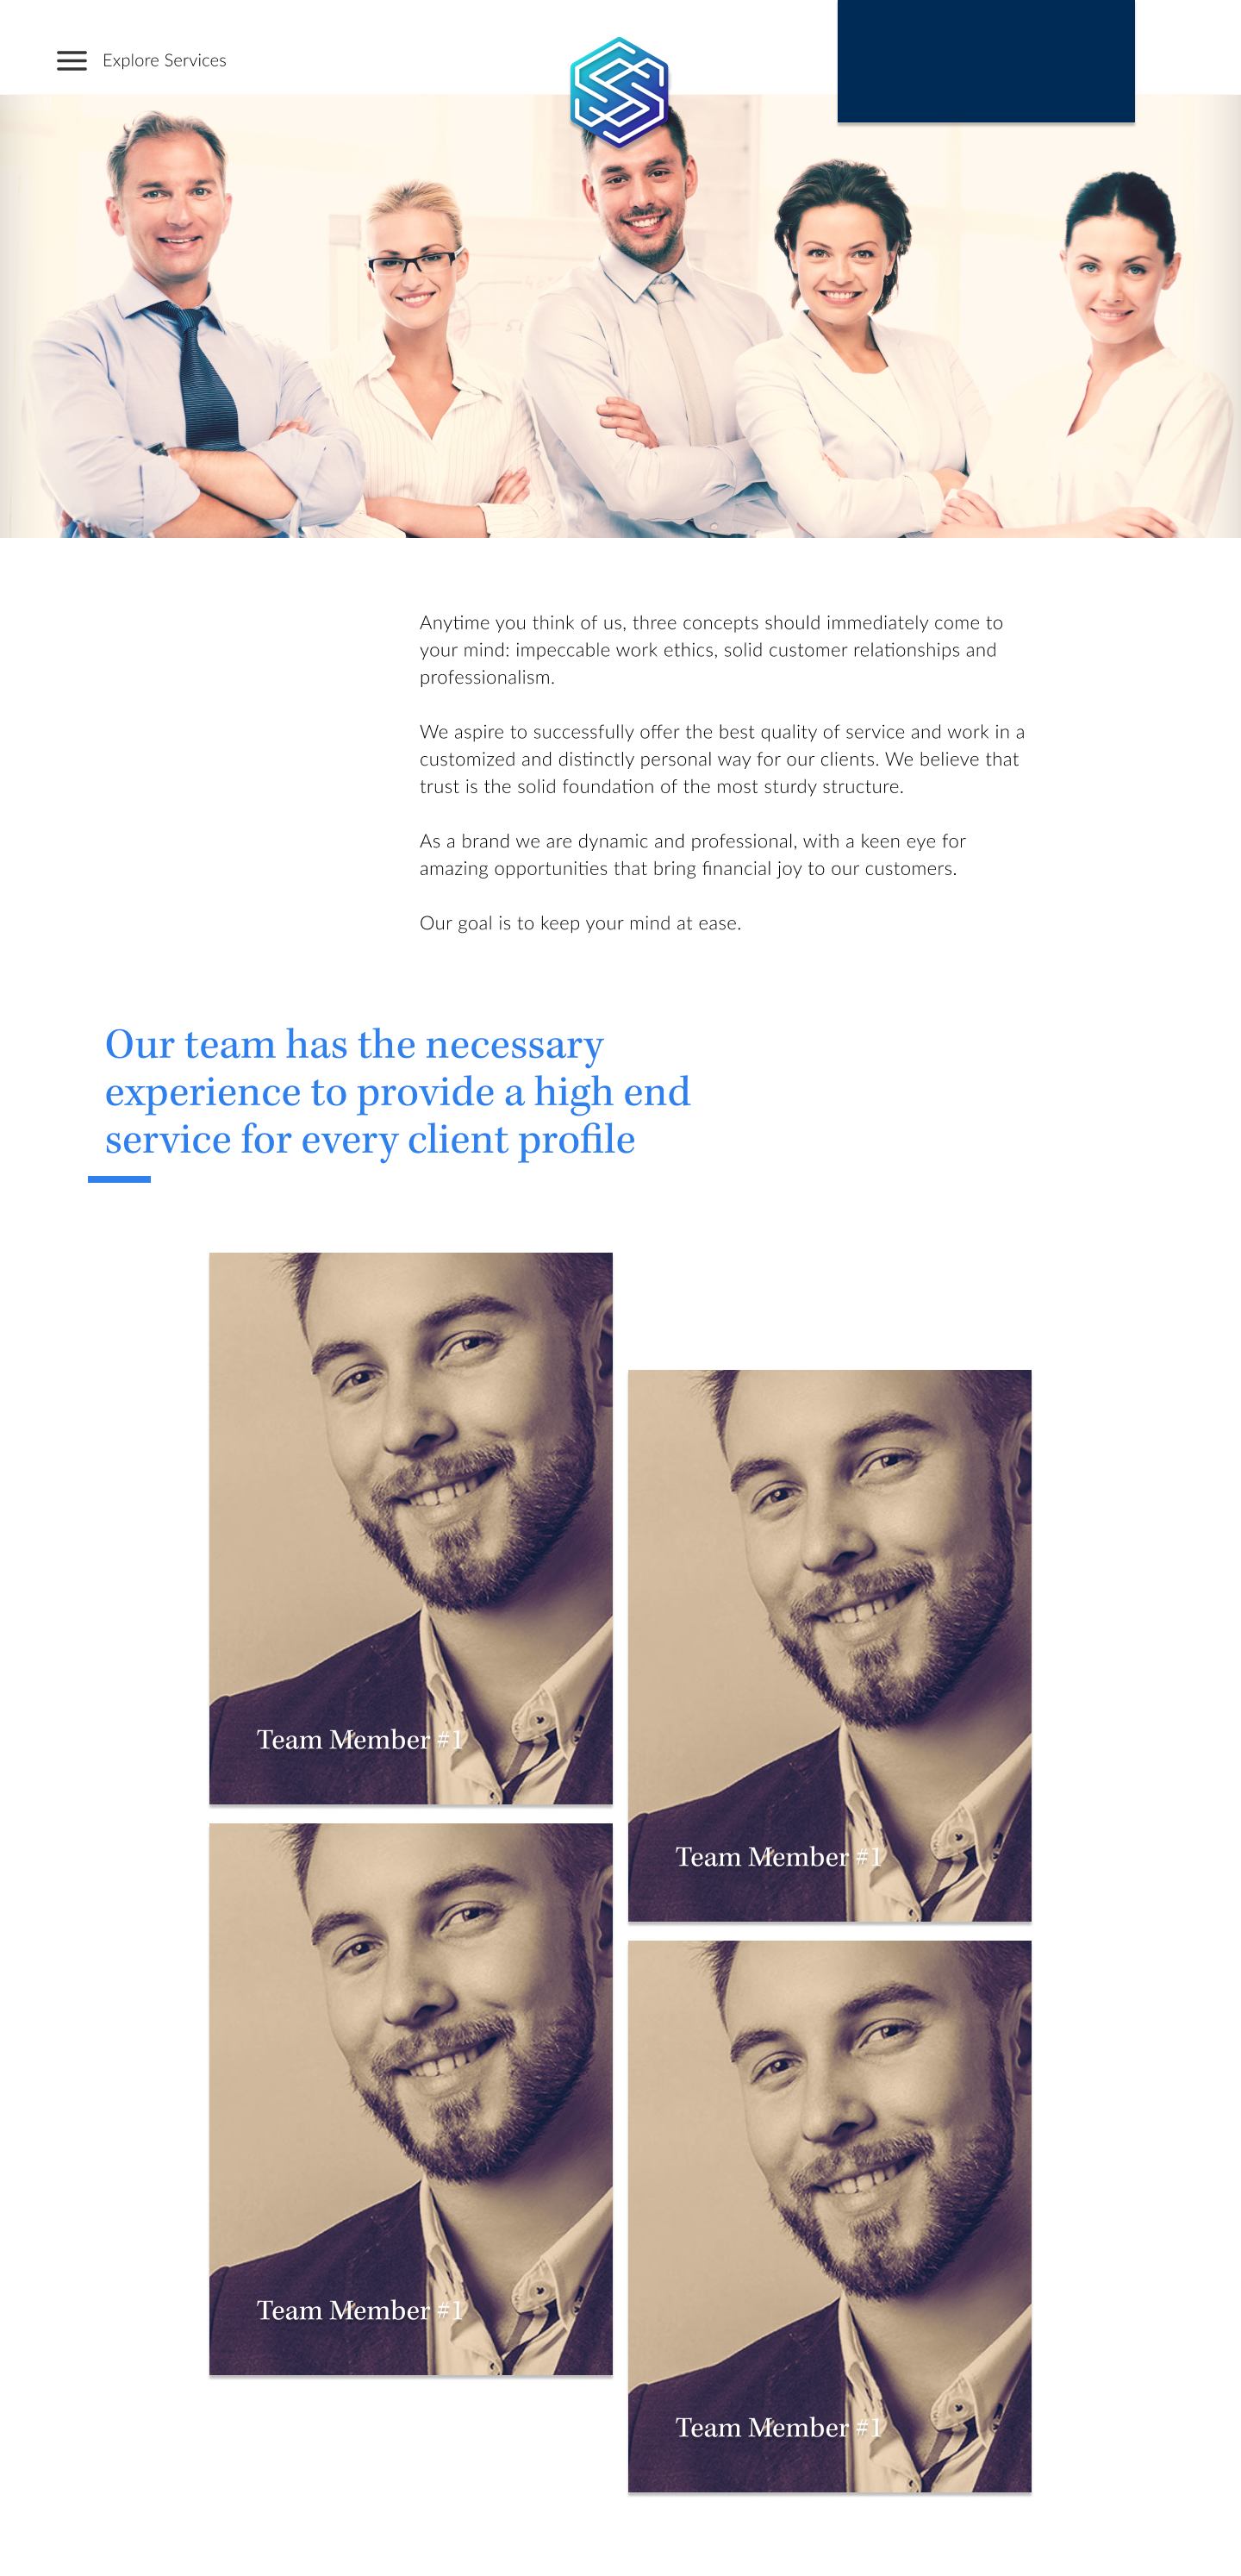 Explore Services
Anytime you think of us, three concepts should immediately come to
your mind: impeccable work ethics, solid customer relationships and
professionalism.
We aspire to successfully offer the best quality of service and work in a
customized and distinctly personal way for our clients. We believe that
trust is the solid foundation of the most sturdy structure.
As a brand we are dynamic and professional, with a keen eye for
amazing opportunities that bring financial joy to our customers.
Our goal is to keep your mind at ease.
Our team has the necessary
experience to provide a high end
service for every client profile
Team Member #1
Team Member #1
Team Member #1
Team Member #1